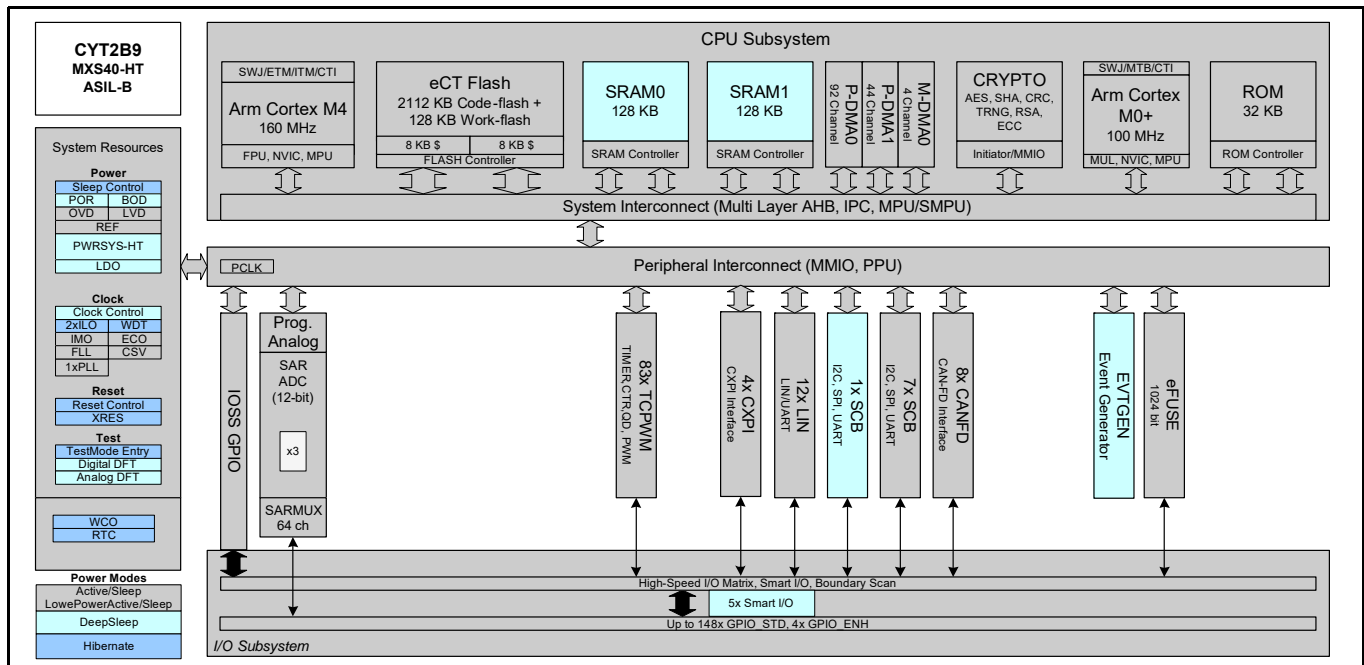 CYT2B9
MXS40-HT
ASIL-B
System Resources
Power
Sleep Control
POR
BOD
OVD
LVD
REF
PWRSYS-HT
LDO
Clock
Clock Control
2xILO
WDT
IMO
ECO
FLL
CSV
1xPLL
Reset
Reset Control
XRES
Test
TestMode Entry
Digital DFT
Analog DFT
WCO
RTC
Power Modes
Active/Sleep
LowePowerActive/Sleep
DeepSleep
Hibernate
CPU Subsystem
SWJ/ETM/ITM/CTI
Arm Cortex M4
160 MHz
FPU, NVIC, MPU
eCT Flash
2112 KB Code-flash +
128 KB Work-flash
8 KB $
8 KB $
FLASH Controller
SRAM0
128 KB
SRAM Controller
SRAM1
128 KB
SRAM Controller
P-DMA0
92 Channel
P-DMA1
44 Channel
M-DMA0
4 Channel
CRYPTO
AES, SHA, CRC,
TRNG, RSA,
ECC
Initiator/MMIO
SWJ/MTB/CTI
Arm Cortex
M0+
100 MHz
MUL, NVIC, MPU
ROM
32 KB
ROM Controller
System Interconnect (Multi Layer AHB, IPC, MPU/SMPU)
PCLK
Peripheral Interconnect (MMIO, PPU)
IOSS GPIO
Prog.
Analog
SAR
ADC
(12-bit)
x3
SARMUX
64 ch
83x TCPWM
TIMER,CTR,QD, PWM
4x CXPI
CXPI Interface
12x LIN
LIN/UART
1x SCB
I2C, SPI, UART
7x SCB
I2C, SPI, UART
8x CANFD
CAN-FD Interface
EVTGEN
Event Generator
eFUSE
1024 bit
High-Speed I/O Matrix, Smart I/O, Boundary Scan
5x Smart I/O
Up to 148x GPIO_STD, 4x GPIO_ENH
I/O Subsystem